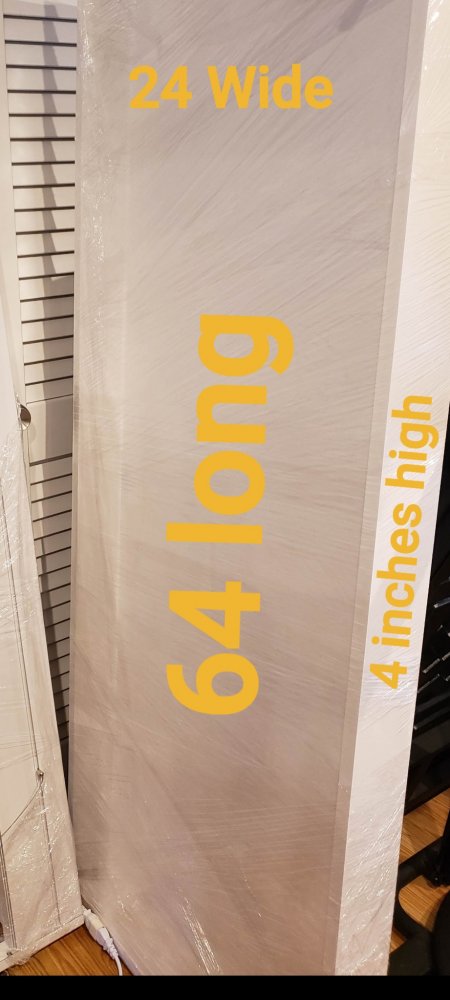 24 Wide
64 long
4 inches high